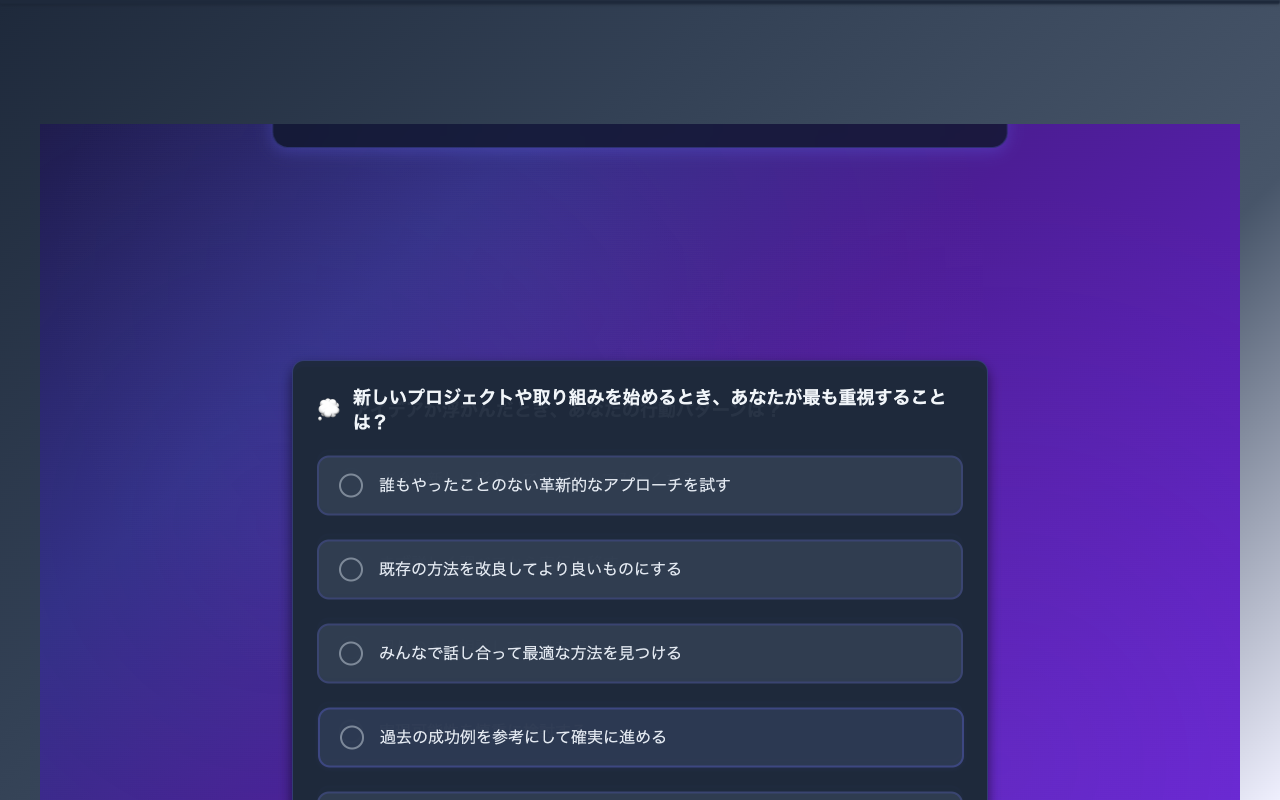 新しいプロジェクトや取り組みを始めるとき、あなたが最も重視すること
は？
誰もやったことのない革新的なアプローチを試す
既存の方法を改良してより良いものにする
みんなで話し合って最適な方法を見つける
過去の成功例を参考にして確実に進める